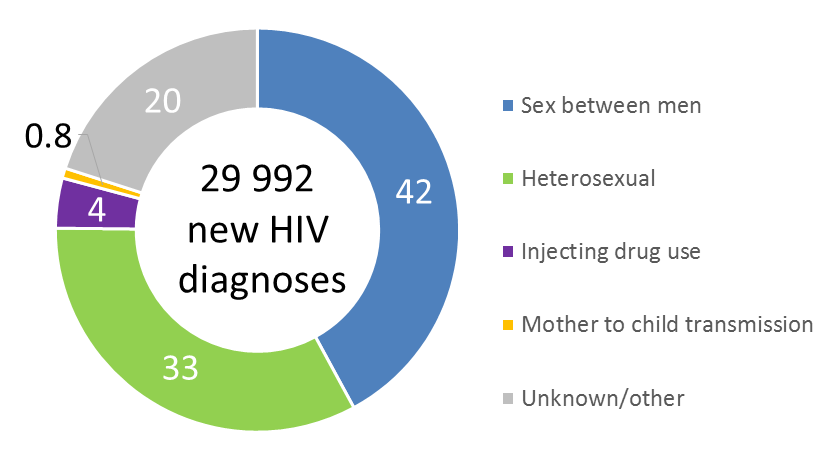 20
0.8
42
4
33
29 992
new HIV
diagnoses
Sex between men
Heterosexual
Injecting drug use
Mother to child transmission
Unknown/other